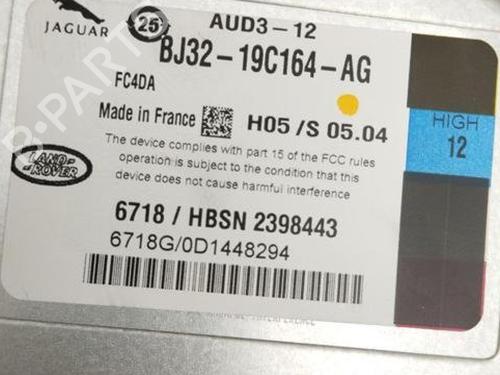 JAGUAR
25
AUD3-12
BJ32-19C164-AG
FC4DA
Made in France
H05/S 05.04
HIGH
12
The device complies with part 15 of the FCC rules
operation is subject to the condition that this
device does not cause harmful interference
LAND-
ROVER
6718 / HBSN 2398443
6718G/0D1448294
B-PARTS